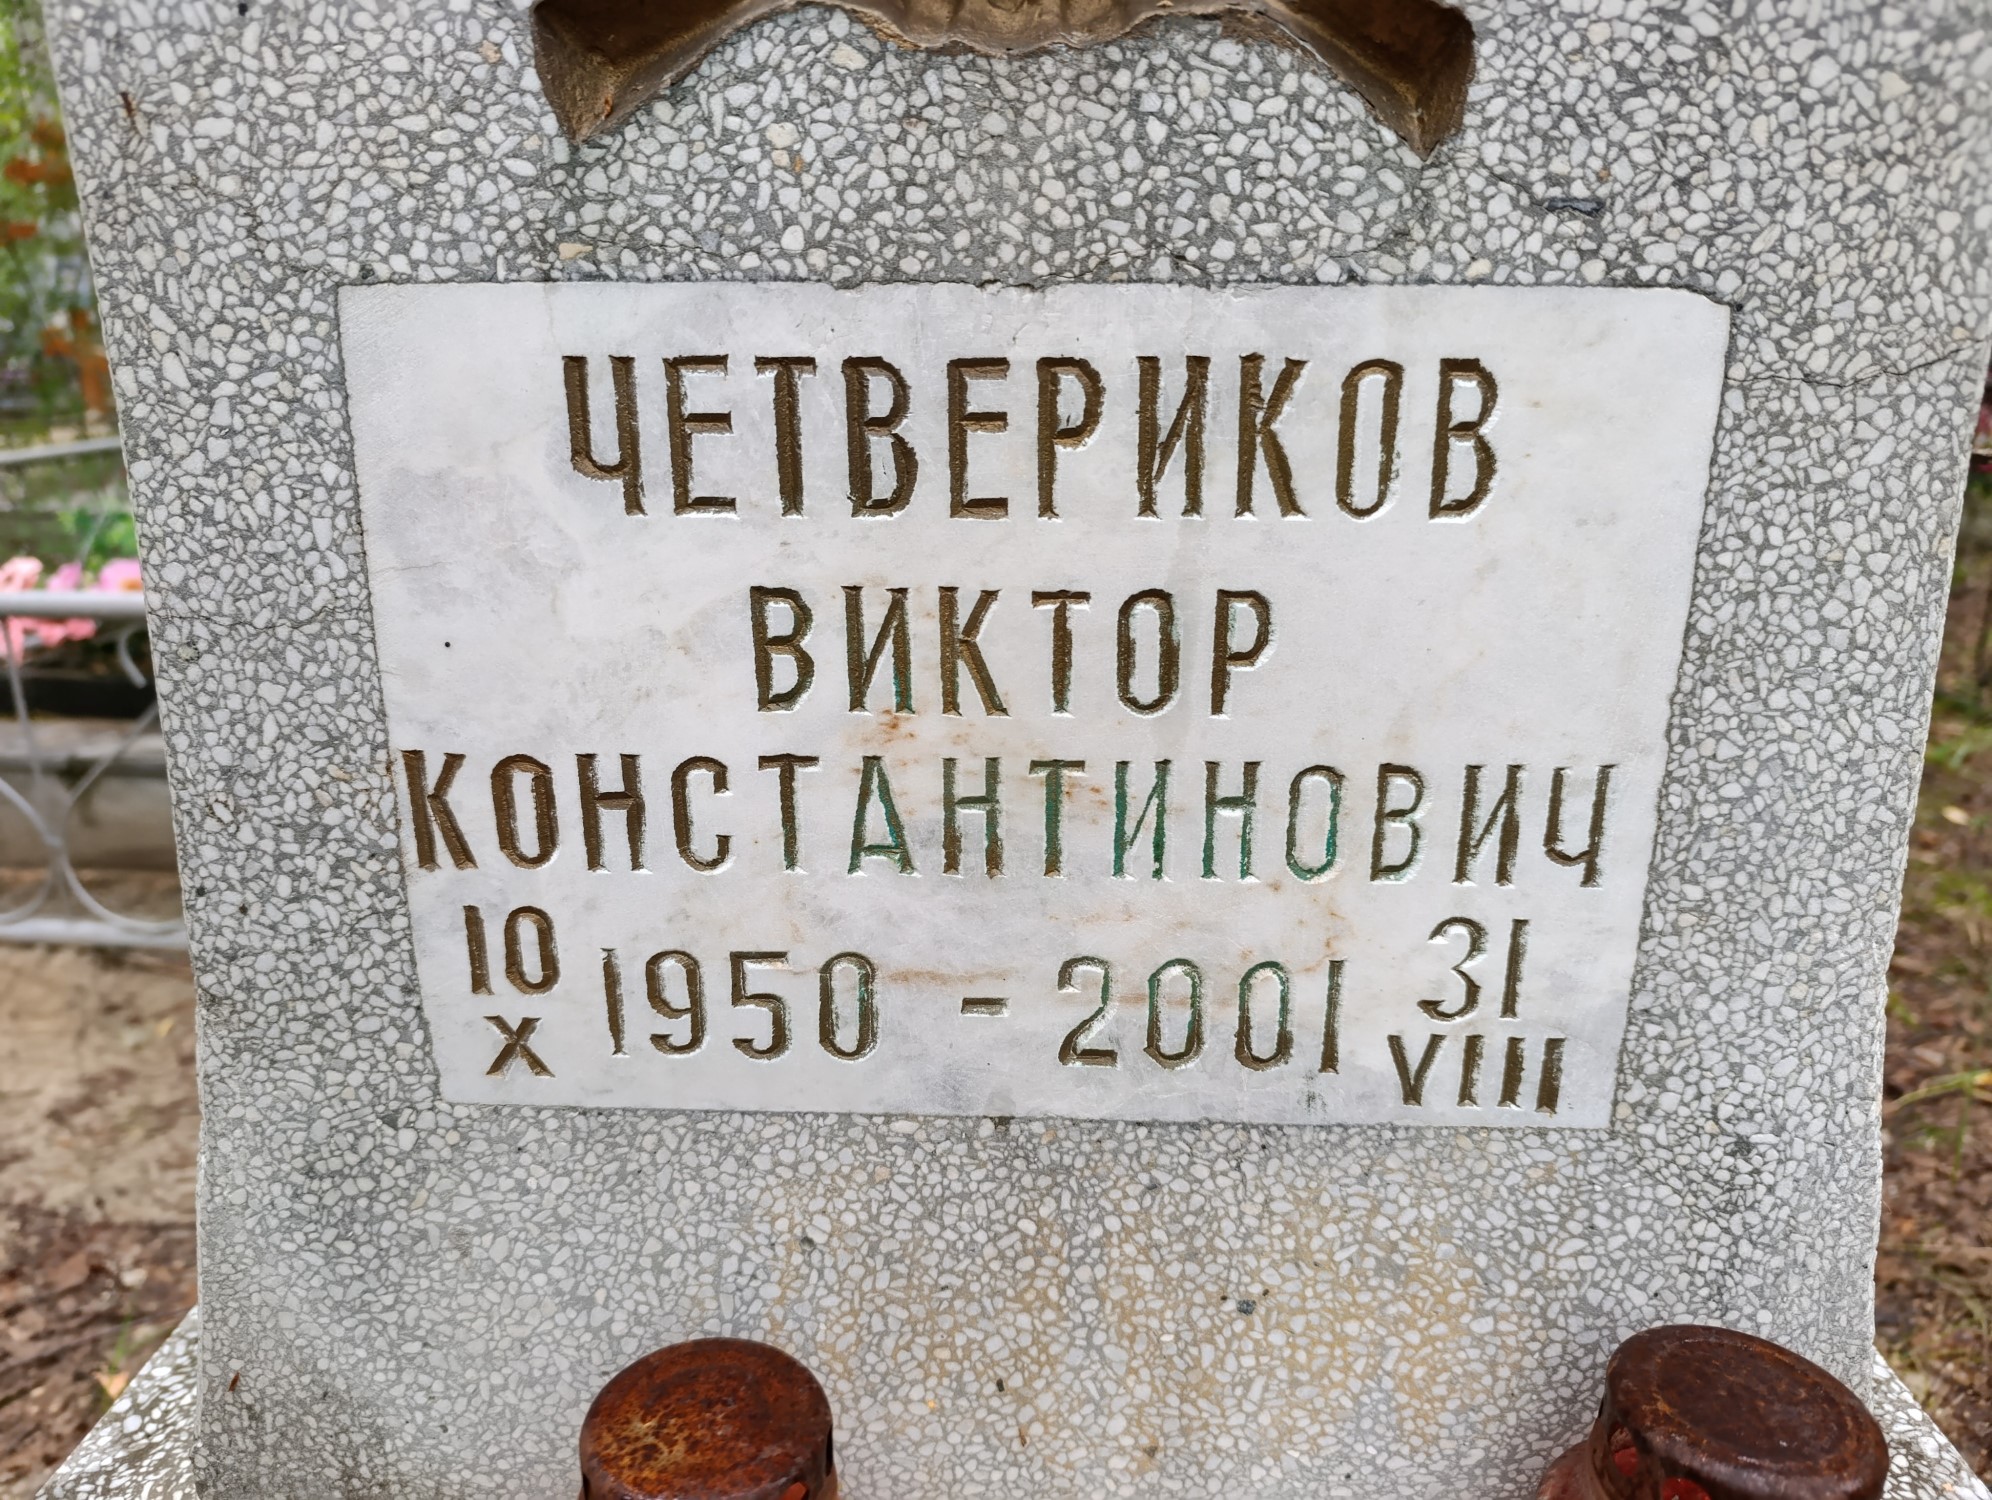 ЧЕТВЕРИКОВ
ВИКТОР
КОНСТАНТИНОВИЧ
10 X 1950 - 2001 31 VIII